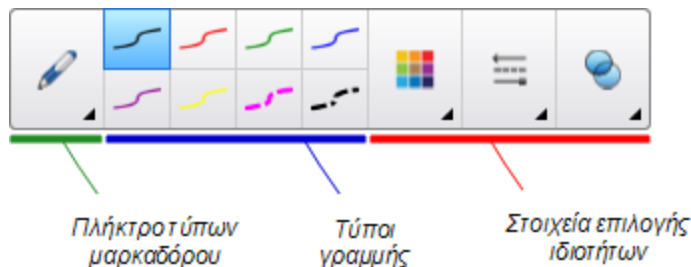 Πλήκτρο τύπων
μαρκαδόρου
Τύποι
γραμμής
Στοιχεία επιλογής
ιδιοτήτων